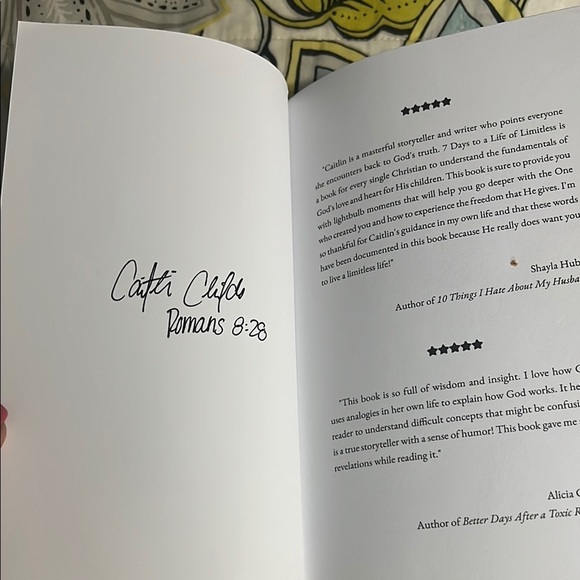 Caitlin Childs
Romans 8:28
★★★★★
"Caitlin is a masterful storyteller and writer who points everyone
she encounters back to God's truth. 7 Days to a Life of Limitless is
a book for every single Christian to understand the fundamentals of
God's love and heart for His children. This book is sure to provide you
with lightbulb moments that will help you go deeper with the One
who created you and how to experience the freedom that He gives. I'm
so thankful for Caitlin's guidance in my own life and that these words
have been documented in this book because He really does want you
to live a limitless life!"
Shayla Hub
Author of 10 Things I Hate About My Husba
★★★★★
"This book is so full of wisdom and insight. I love how C
uses analogies in her own life to explain how God works. It he
reader to understand difficult concepts that might be confusi
is a true storyteller with a sense of humor! This book gave me
revelations while reading it."
Alicia C
Author of Better Days After a Toxic R